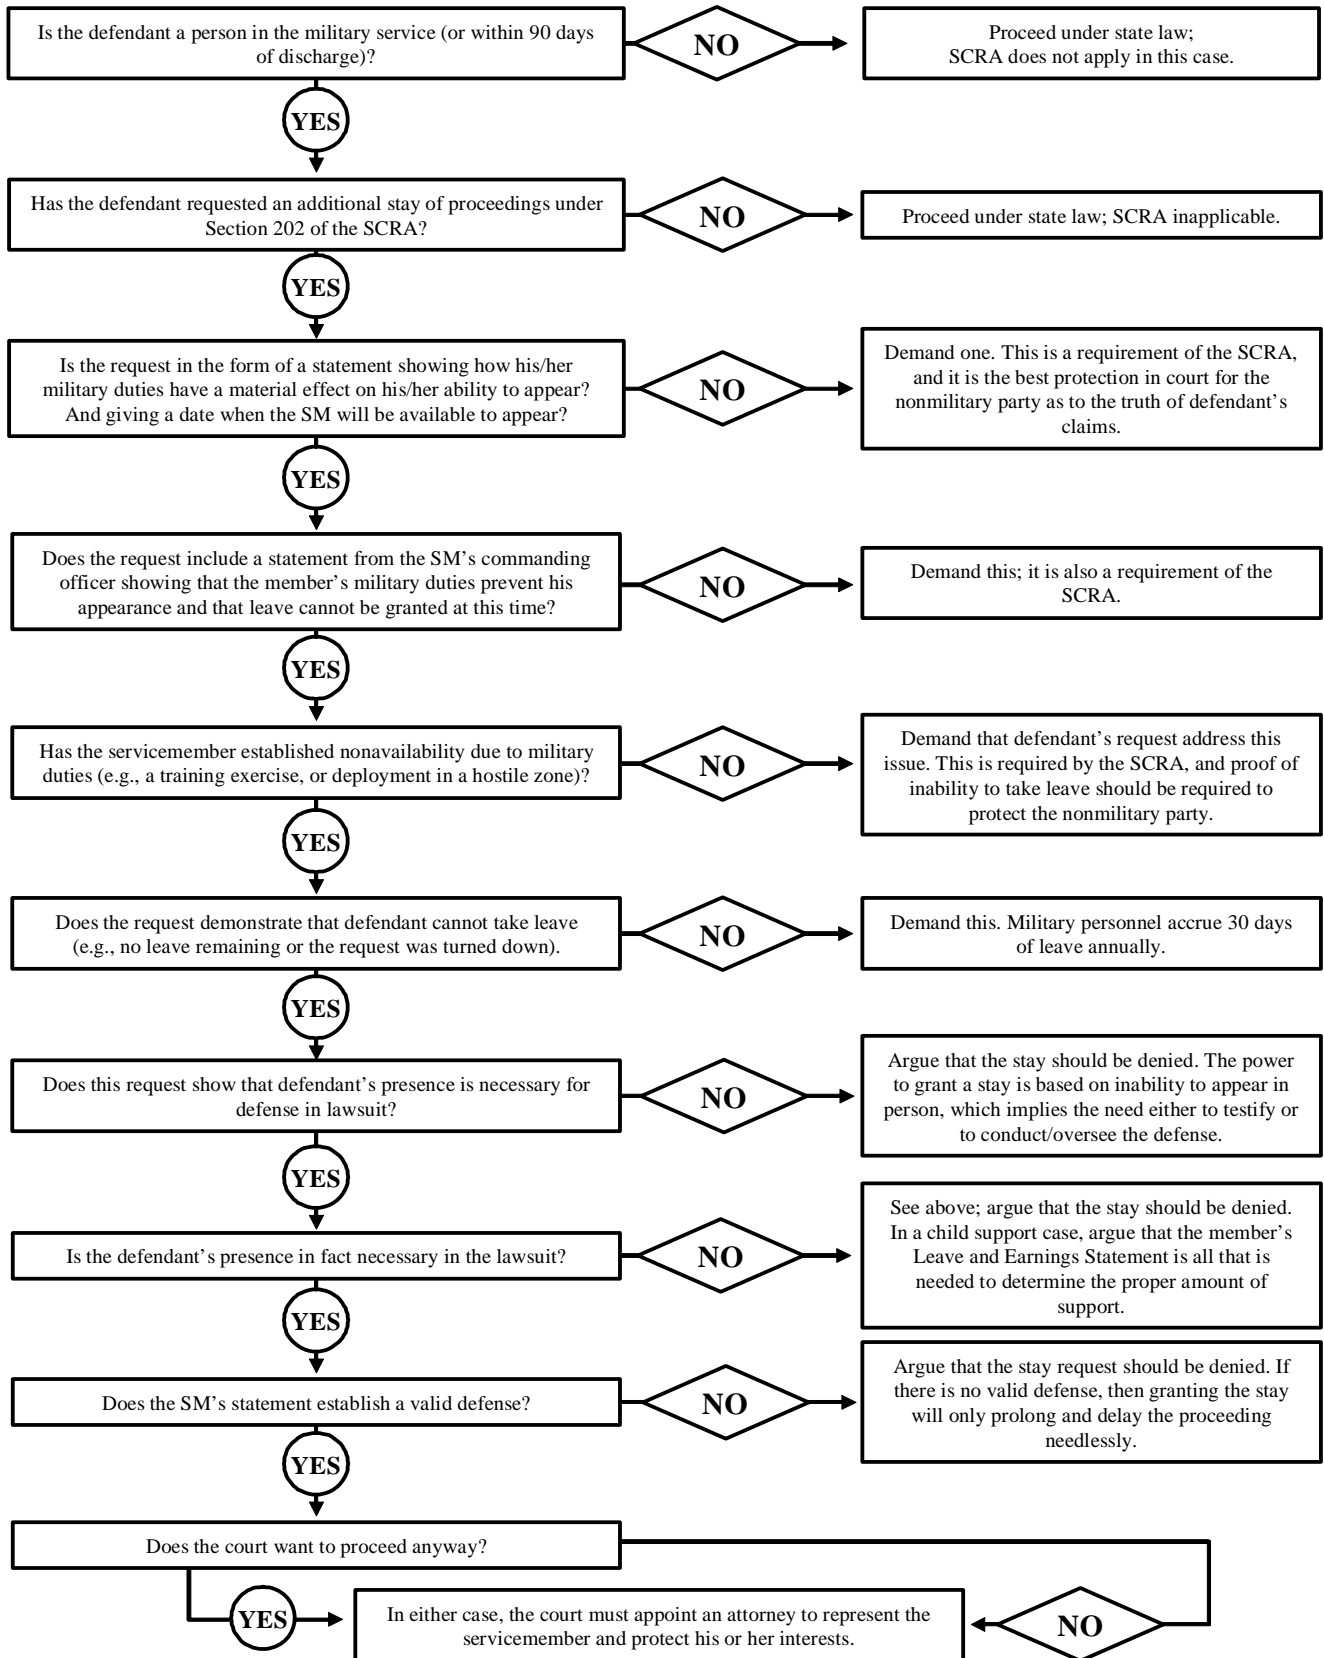 Is the defendant a person in the military service (or within 90 days
of discharge)?
NO
Proceed under state law;
SCRA does not apply in this case.
YES
Has the defendant requested an additional stay of proceedings under
Section 202 of the SCRA?
NO
Proceed under state law; SCRA inapplicable.
YES
Is the request in the form of a statement showing how his/her
military duties have a material effect on his/her ability to appear?
And giving a date when the SM will be available to appear?
NO
Demand one. This is a requirement of the SCRA,
and it is the best protection in court for the
nonmilitary party as to the truth of defendant’s
claims.
YES
Does the request include a statement from the SM’s commanding
officer showing that the member’s military duties prevent his
appearance and that leave cannot be granted at this time?
NO
Demand this; it is also a requirement of the
SCRA.
YES
Has the servicemember established nonavailability due to military
duties (e.g., a training exercise, or deployment in a hostile zone)?
NO
Demand that defendant’s request address this
issue. This is required by the SCRA, and proof of
inability to take leave should be required to
protect the nonmilitary party.
YES
Does the request demonstrate that defendant cannot take leave
(e.g., no leave remaining or the request was turned down).
NO
Demand this. Military personnel accrue 30 days
of leave annually.
YES
Does this request show that defendant’s presence is necessary for
defense in lawsuit?
NO
Argue that the stay should be denied. The power
to grant a stay is based on inability to appear in
person, which implies the need either to testify or
to conduct/oversee the defense.
YES
Is the defendant’s presence in fact necessary in the lawsuit?
NO
See above; argue that the stay should be denied.
In a child support case, argue that the member’s
Leave and Earnings Statement is all that is
needed to determine the proper amount of
support.
YES
Does the SM’s statement establish a valid defense?
NO
Argue that the stay request should be denied. If
there is no valid defense, then granting the stay
will only prolong and delay the proceeding
needlessly.
YES
Does the court want to proceed anyway?
YES
In either case, the court must appoint an attorney to represent the
servicemember and protect his or her interests.
NO